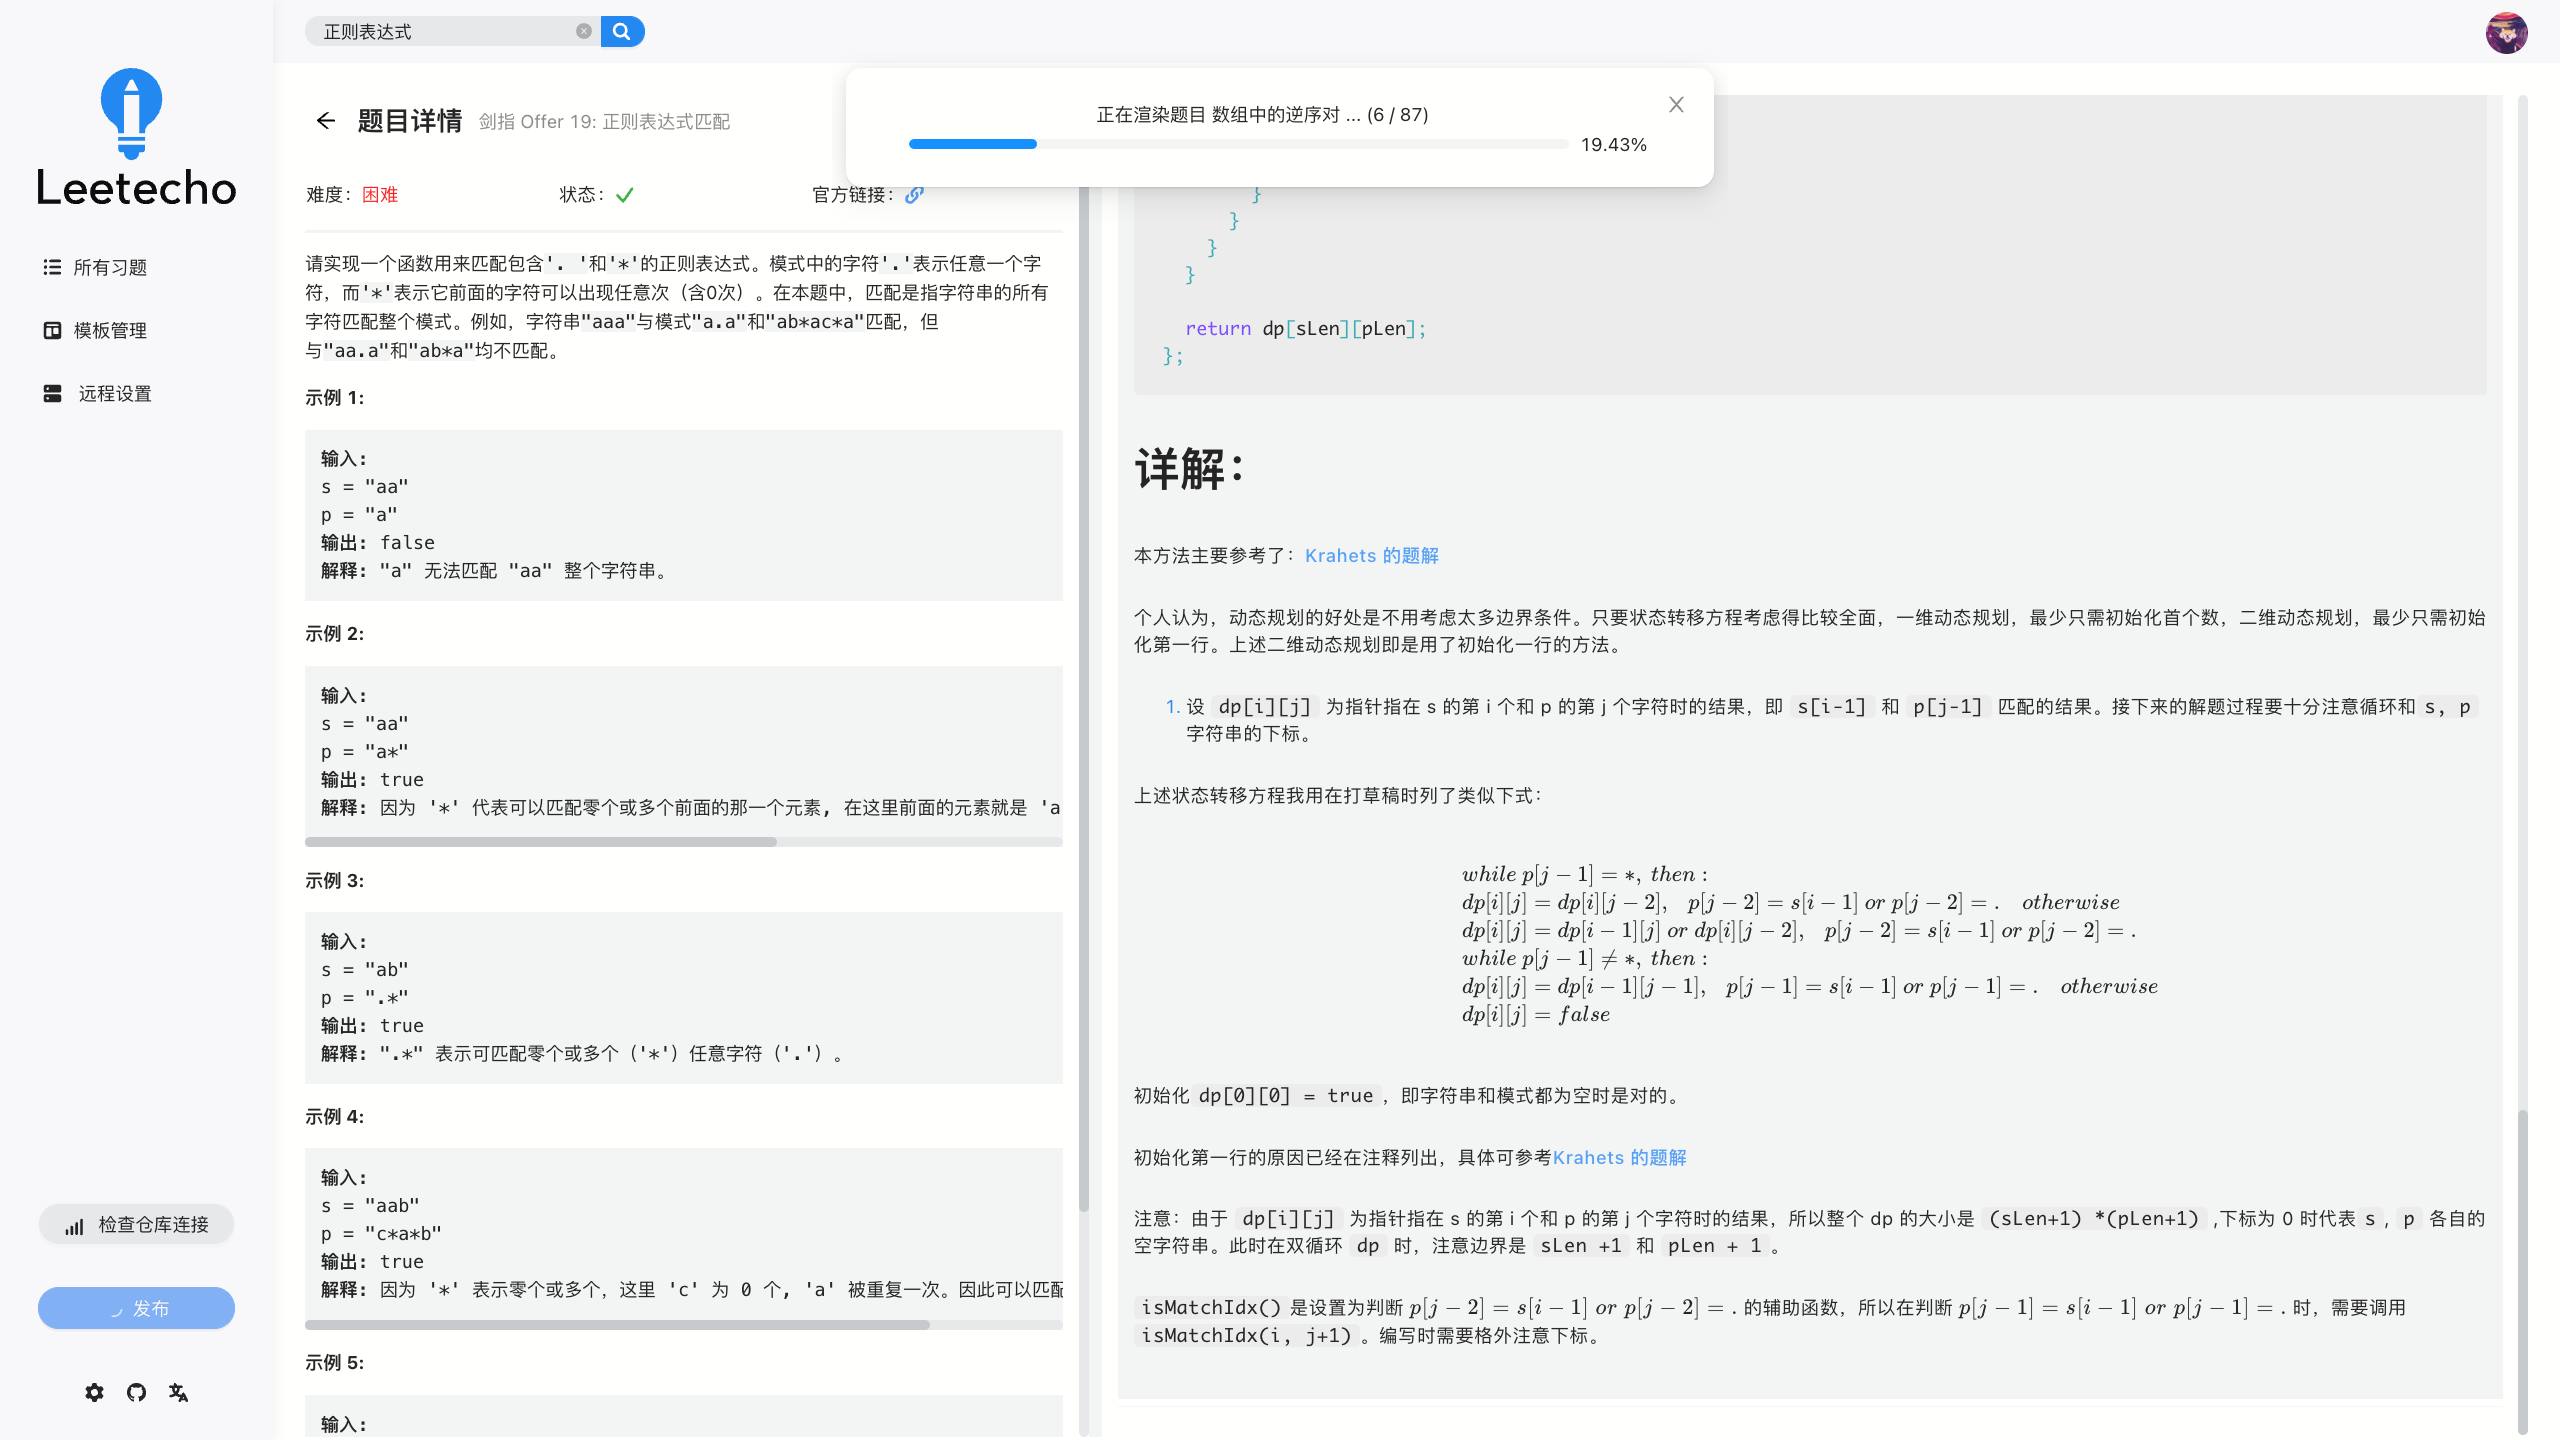 正则表达式
Leetecho
所有习题
模板管理
远程设置
检查仓库连接
发布
正在渲染题目 数组中的逆序对 ... (6 / 87)
19.43%
题目详情 剑指 Offer 19: 正则表达式匹配
难度：困难 状态： 官方链接：
请实现一个函数用来匹配包含'. '和'*'的正则表达式。模式中的字符'.'表示任意一个字
符，而'*'表示它前面的字符可以出现任意次（含0次）。在本题中，匹配是指字符串的所有
字符匹配整个模式。例如，字符串"aaa"与模式"a.a"和"ab*ac*a"匹配，但
与"aa.a"和"ab*a"均不匹配。
示例 1:
输入:
s = "aa"
p = "a"
输出: false
解释: "a" 无法匹配 "aa" 整个字符串。
示例 2:
输入:
s = "aa"
p = "a*"
输出: true
解释: 因为 '*' 代表可以匹配零个或多个前面的那一个元素, 在这里前面的元素就是 'a
示例 3:
输入:
s = "ab"
p = ".*"
输出: true
解释: ".*" 表示可匹配零个或多个（'*'）任意字符（'.'）。
示例 4:
输入:
s = "aab"
p = "c*a*b"
输出: true
解释: 因为 '*' 表示零个或多个，这里 'c' 为 0 个, 'a' 被重复一次。因此可以匹配
示例 5:
输入:
}
}
}
}
return dp[sLen][pLen];
};
详解：
本方法主要参考了：Krahets 的题解
个人认为，动态规划的好处是不用考虑太多边界条件。只要状态转移方程考虑得比较全面，一维动态规划，最少只需初始化首个数，二维动态规划，最少只需初始
化第一行。上述二维动态规划即是用了初始化一行的方法。
1. 设 dp[i][j] 为指针指在 s 的第 i 个和 p 的第 j 个字符时的结果，即 s[i-1] 和 p[j-1] 匹配的结果。接下来的解题过程要十分注意循环和 s, p
字符串的下标。
上述状态转移方程我用在打草稿时列了类似下式：
while p[j − 1] = ∗, then :
dp[i][j] = dp[i][j − 2], p[j − 2] = s[i − 1] or p[j − 2] = . otherwise
dp[i][j] = dp[i − 1][j] or dp[i][j − 2], p[j − 2] = s[i − 1] or p[j − 2] = .
while p[j − 1] ≠ ∗, then :
dp[i][j] = dp[i − 1][j − 1], p[j − 1] = s[i − 1] or p[j − 1] = . otherwise
dp[i][j] = false
初始化 dp[0][0] = true ，即字符串和模式都为空时是对的。
初始化第一行的原因已经在注释列出，具体可参考Krahets 的题解
注意：由于 dp[i][j] 为指针指在 s 的第 i 个和 p 的第 j 个字符时的结果，所以整个 dp 的大小是 (sLen+1) *(pLen+1) ,下标为 0 时代表 s , p 各自的
空字符串。此时在双循环 dp 时，注意边界是 sLen +1 和 pLen + 1 。
isMatchIdx() 是设置为判断 p[j − 2] = s[i − 1] or p[j − 2] = . 的辅助函数，所以在判断 p[j − 1] = s[i − 1] or p[j − 1] = . 时，需要调用
isMatchIdx(i, j+1) 。编写时需要格外注意下标。